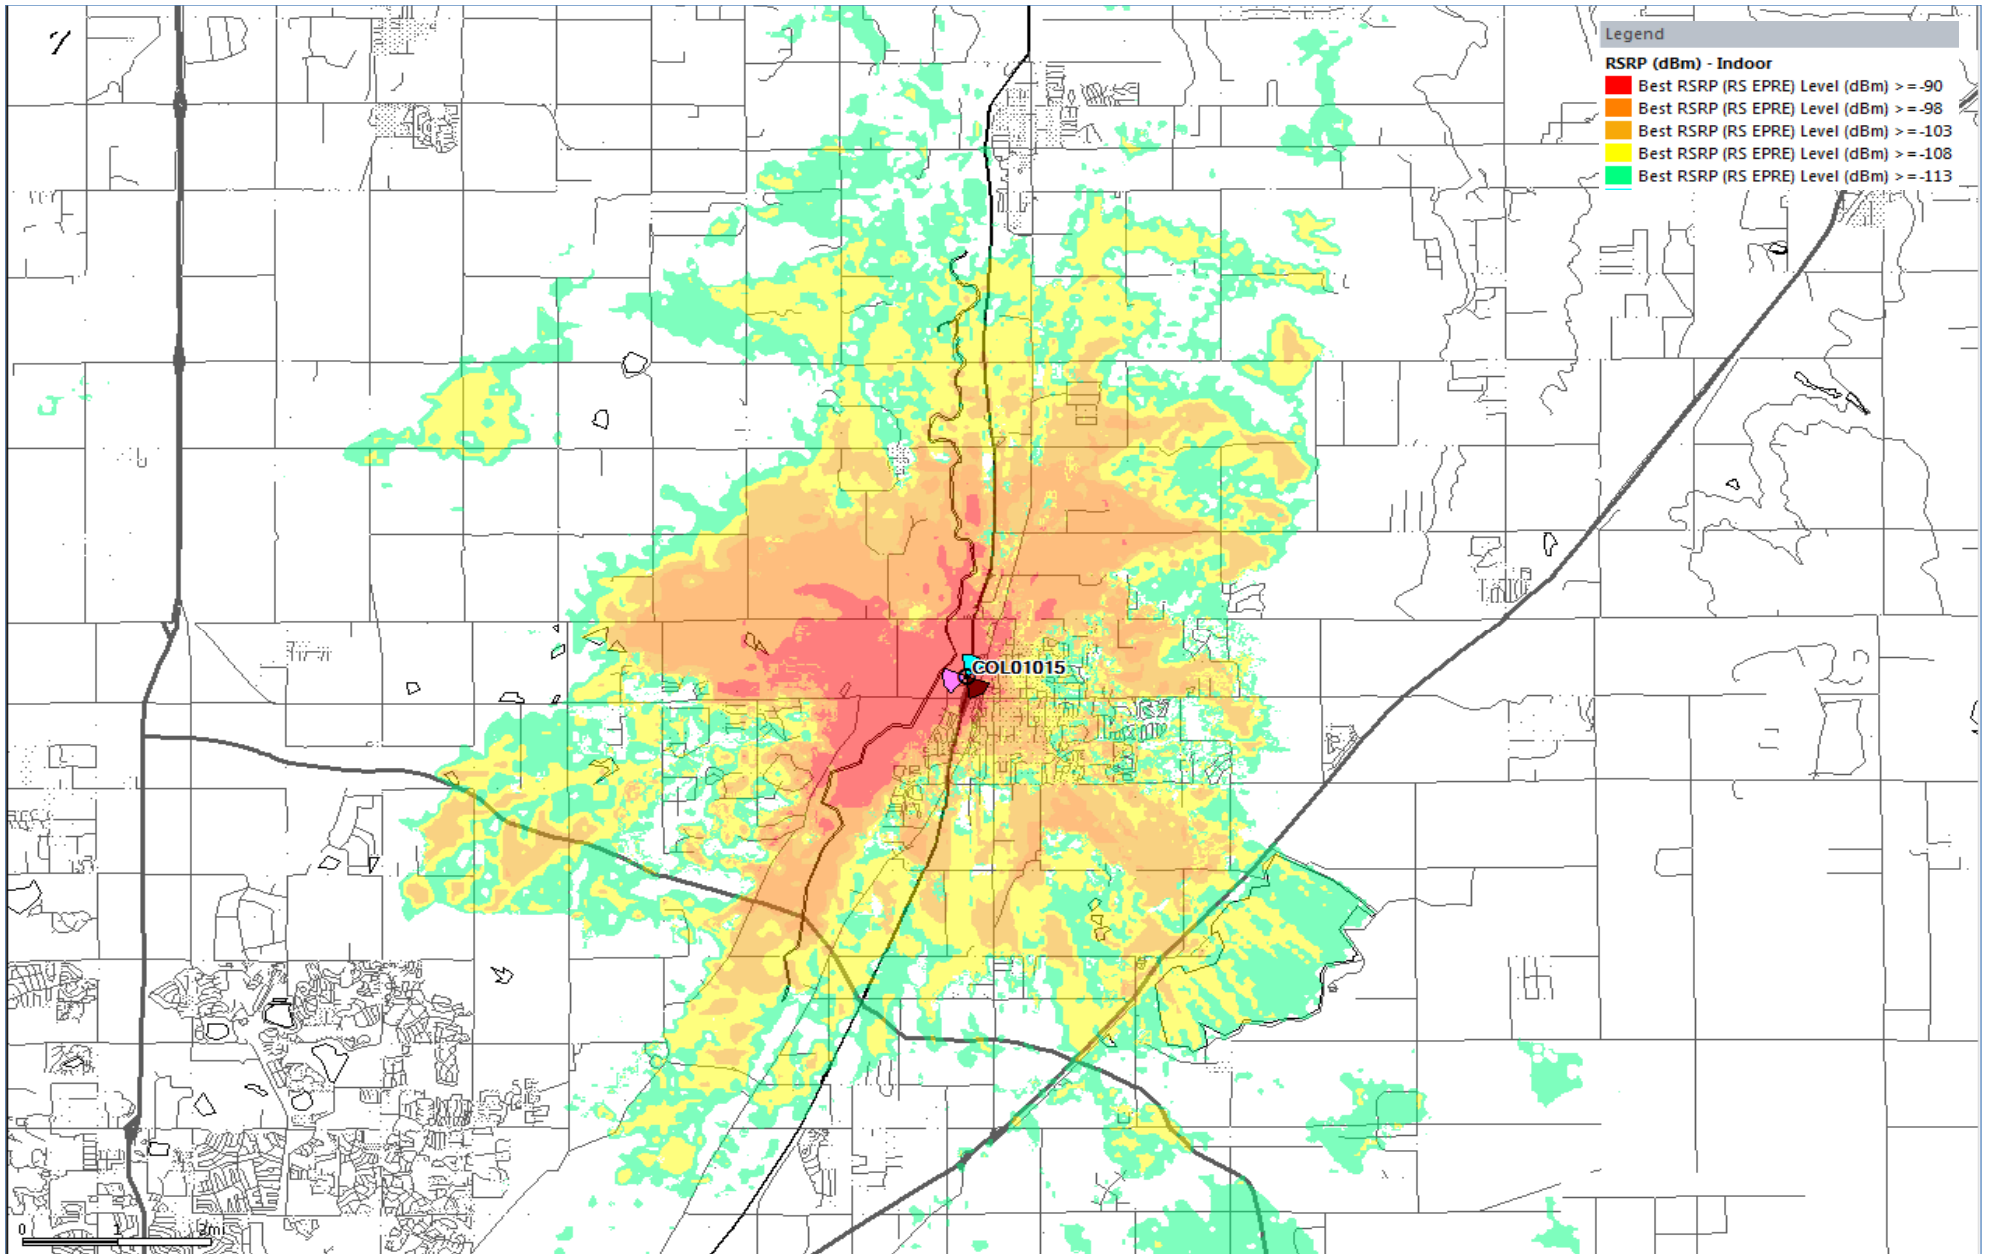 Legend
RSRP (dBm) - Indoor
Best RSRP (RS EPRE) Level (dBm) >=-90
Best RSRP (RS EPRE) Level (dBm) >=-98
Best RSRP (RS EPRE) Level (dBm) >=-103
Best RSRP (RS EPRE) Level (dBm) >=-108
Best RSRP (RS EPRE) Level (dBm) >=-113
COL01015
0 1 2mi